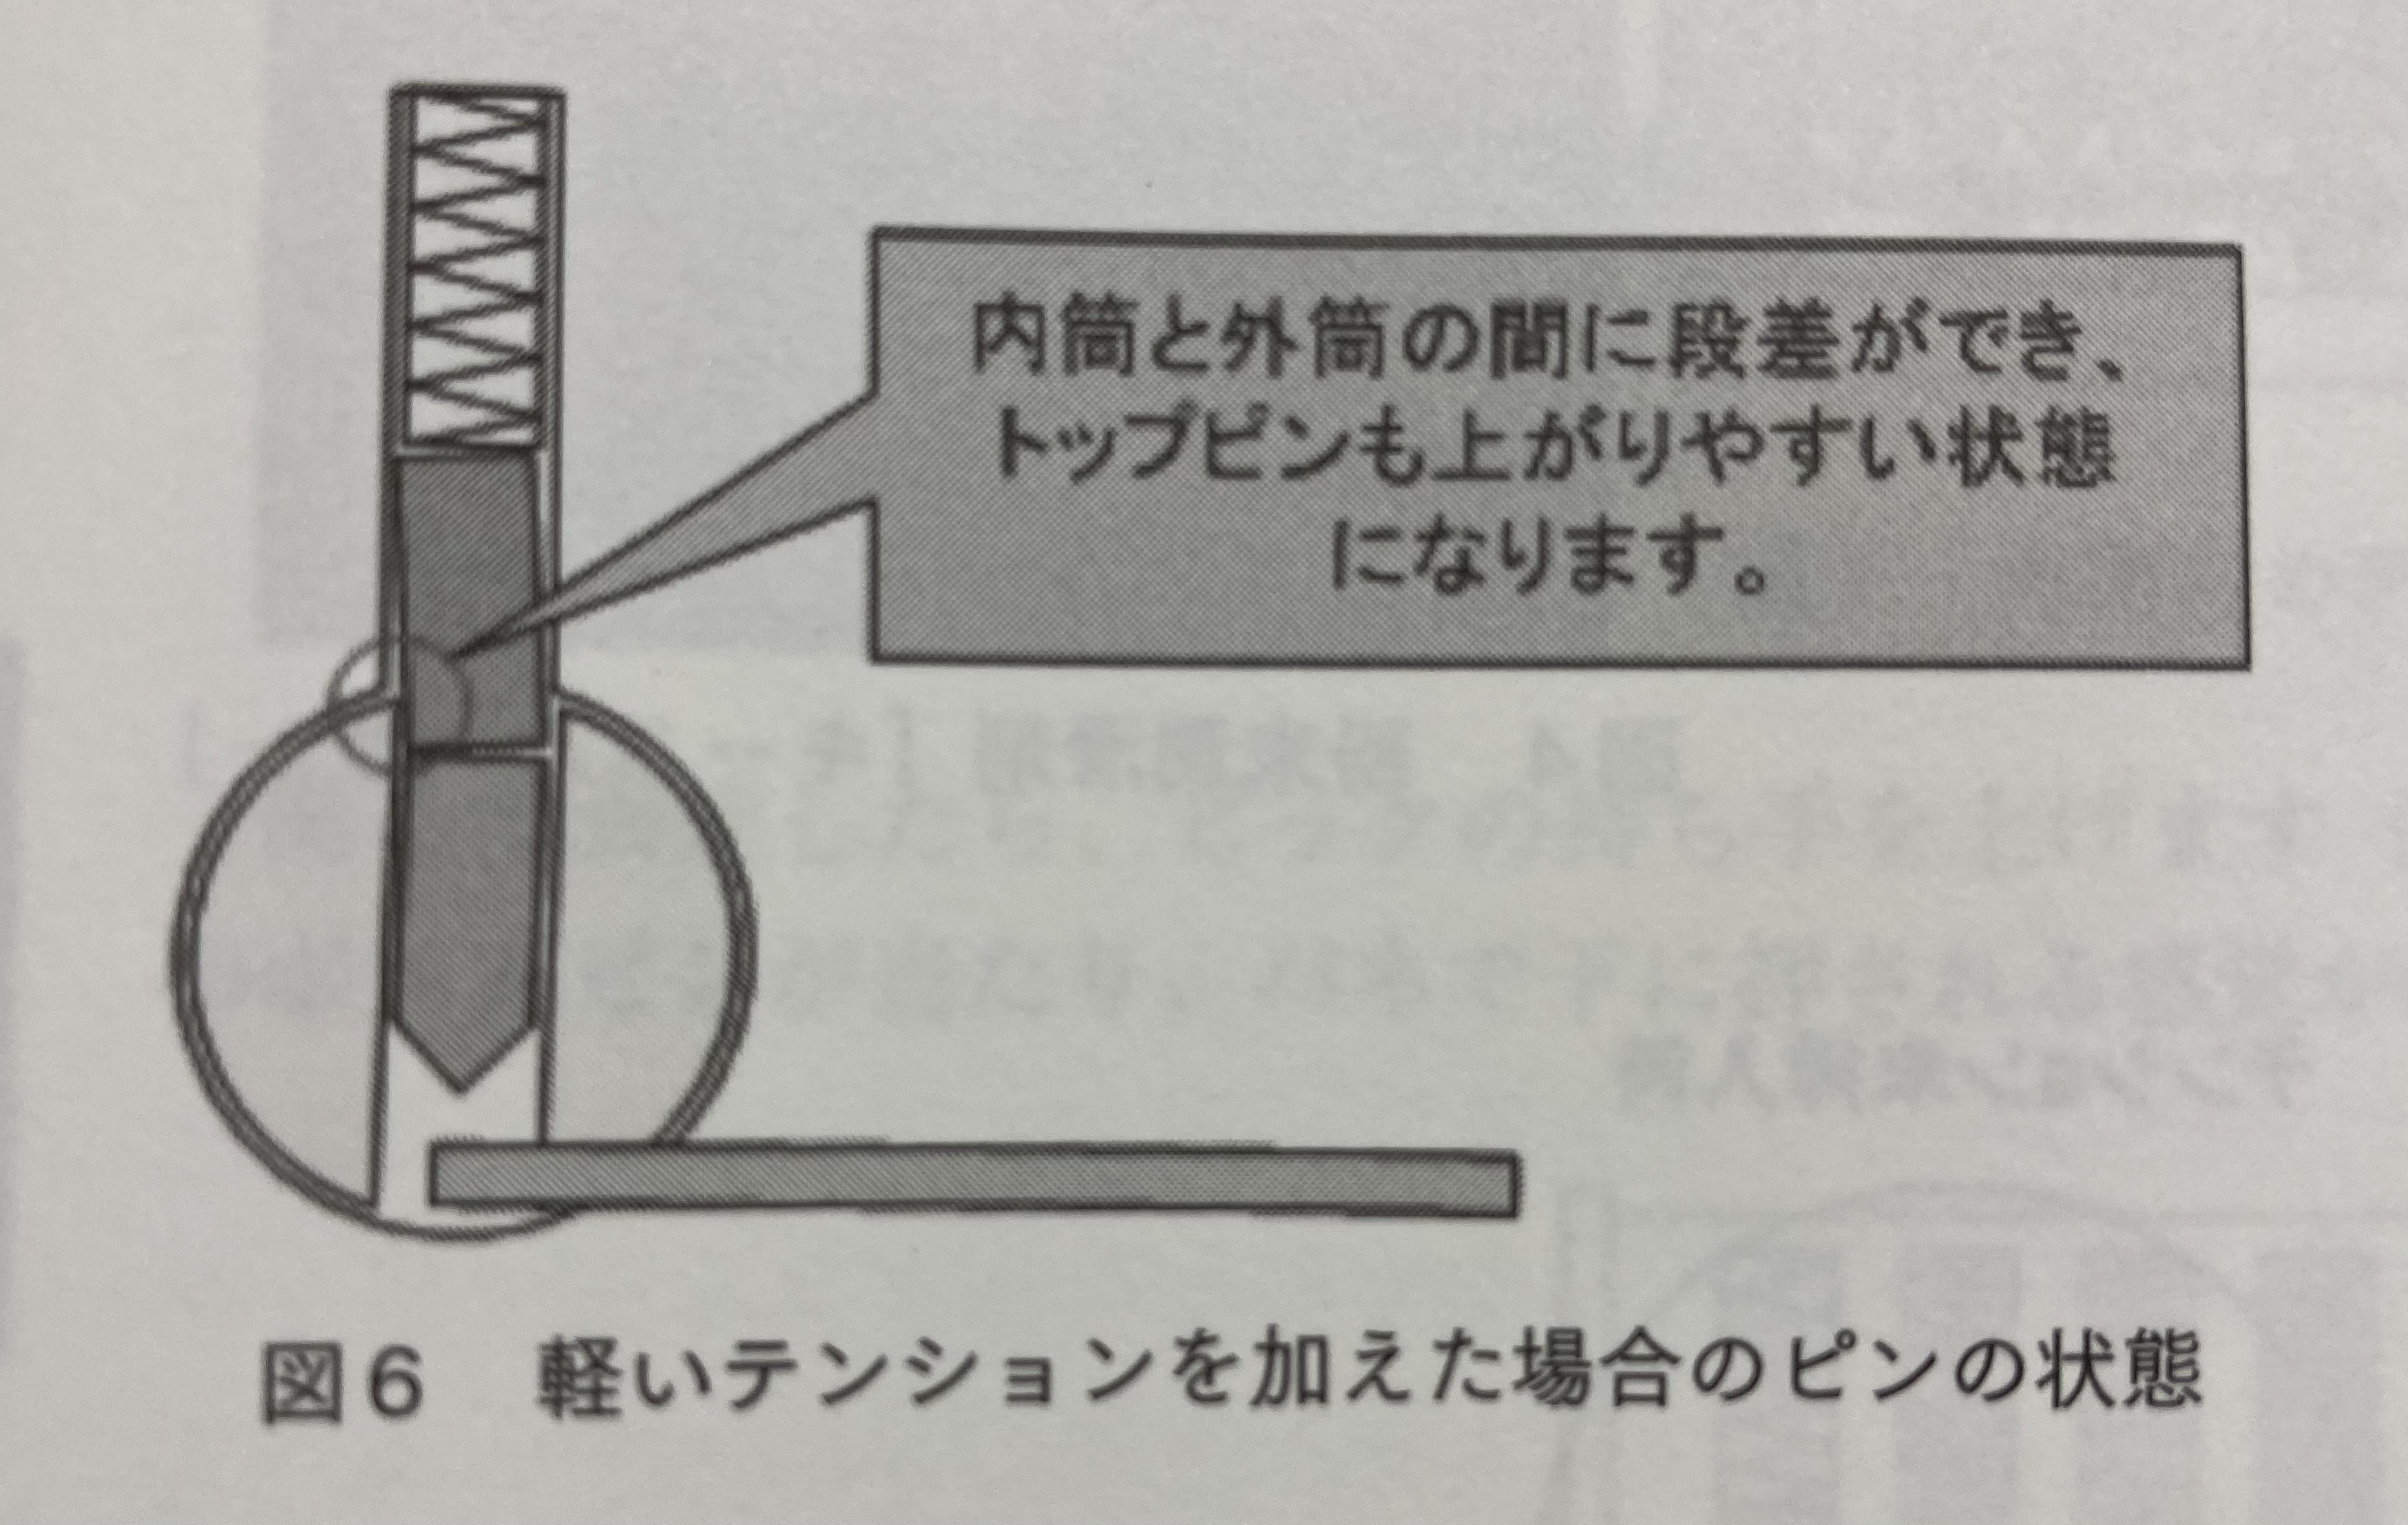 内筒と外筒の間に段差ができ、
トップピンも上がりやすい状態
になります。
図6　軽いテンションを加えた場合のピンの状態